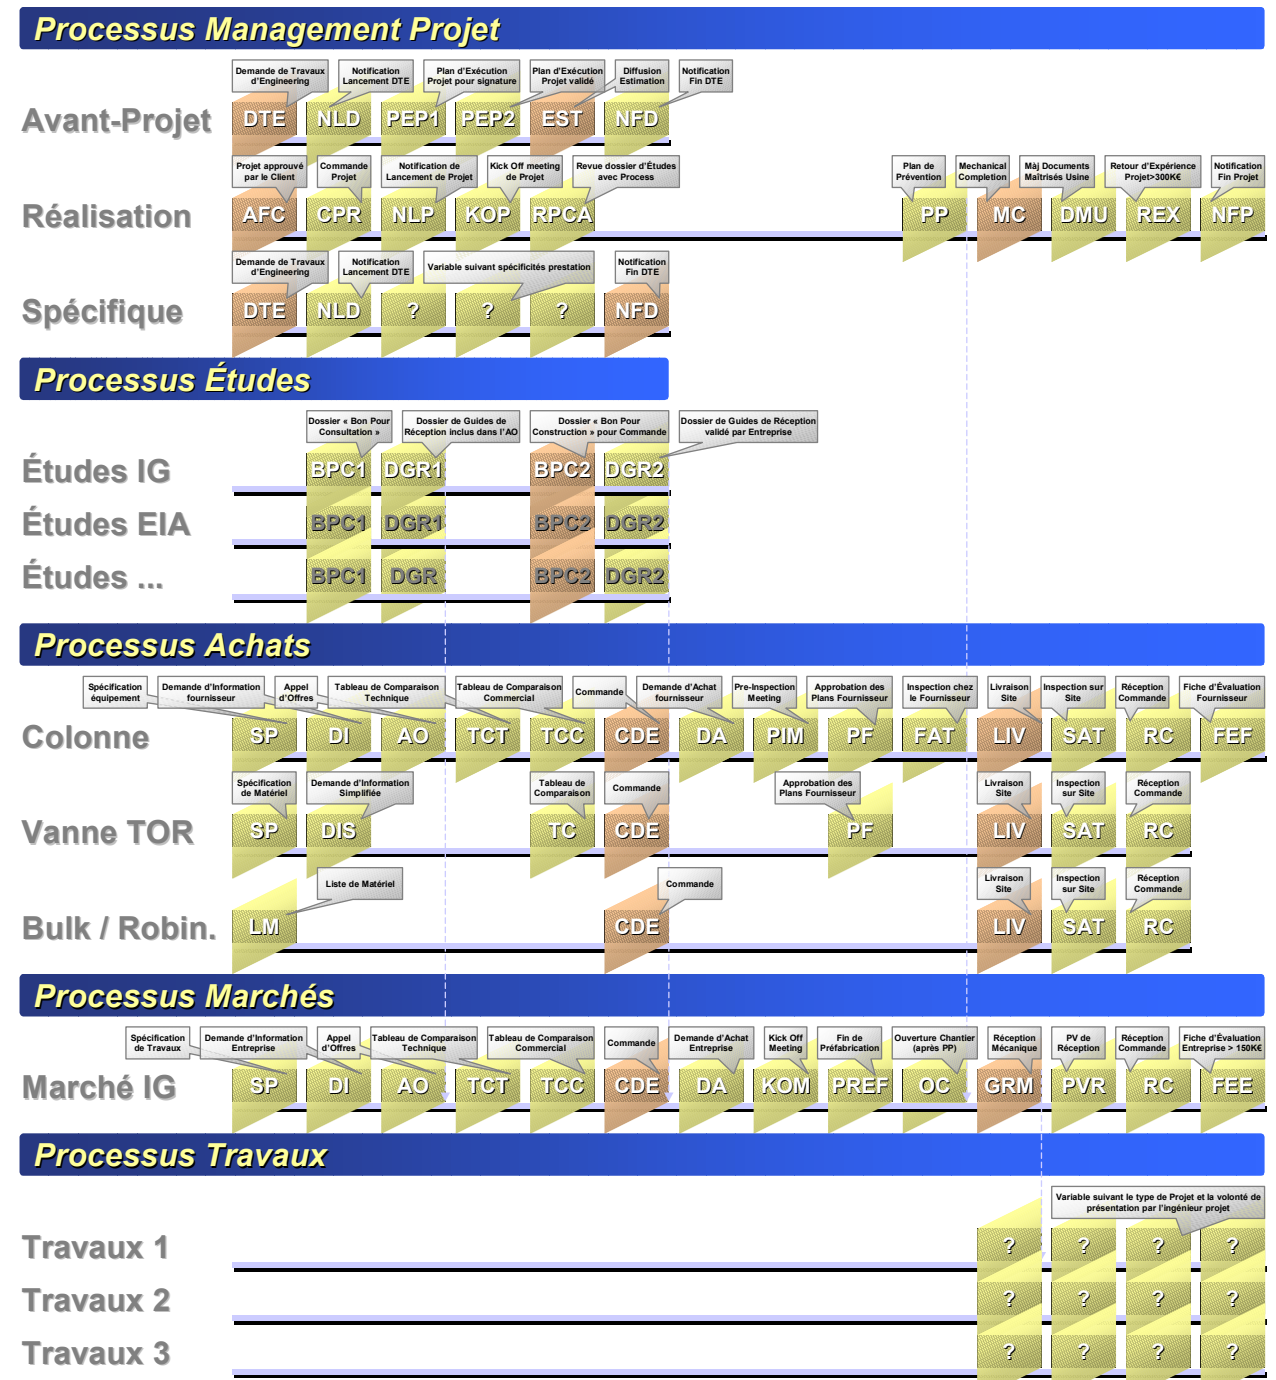 Processus Management Projet
Demande de Travaux d'Engineering
Notification Lancement DTE
Plan d'Exécution Projet pour signature
Plan d'Exécution Projet validé
Diffusion Estimation
Notification Fin DTE
Avant-Projet DTE NLD PEP1 PEP2 EST NFD
Projet approuvé par le Client
Commande Projet
Notification de Lancement de Projet
Kick Off meeting de Projet
Revue dossier d'Études avec Process
Plan de Prévention
Mechanical Completion
Màj Documents Maîtrisés Usine
Retour d'Expérience Projet>300K€
Notification Fin Projet
Réalisation AFC CPR NLP KOP RPCA PP MC DMU REX NFP
Demande de Travaux d'Engineering
Notification Lancement DTE
Variable suivant spécificités prestation
Notification Fin DTE
Spécifique DTE NLD ? ? ? NFD
Processus Études
Dossier « Bon Pour Consultation »
Dossier de Guides de Réception inclus dans l'AO
Dossier « Bon Pour Construction » pour Commande
Dossier de Guides de Réception validé par Entreprise
Études IG BPC1 DGR1 BPC2 DGR2
Études EIA BPC1 DGR1 BPC2 DGR2
Études ... BPC1 DGR BPC2 DGR2
Processus Achats
Spécification équipement
Demande d'Information fournisseur
Appel d'Offres
Tableau de Comparaison Technique
Tableau de Comparaison Commercial
Commande
Demande d'Achat fournisseur
Pre-Inspection Meeting
Approbation des Plans Fournisseur
Inspection chez le Fournisseur
Livraison Site
Inspection sur Site
Réception Commande
Fiche d'Évaluation Fournisseur
Colonne SP DI AO TCT TCC CDE DA PIM PF FAT LIV SAT RC FEF
Spécification de Matériel
Demande d'Information Simplifiée
Tableau de Comparaison
Commande
Approbation des Plans Fournisseur
Livraison Site
Inspection sur Site
Réception Commande
Vanne TOR SP DIS TC CDE PF LIV SAT RC
Liste de Matériel
Commande
Livraison Site
Inspection sur Site
Réception Commande
Bulk / Robin. LM CDE LIV SAT RC
Processus Marchés
Spécification de Travaux
Demande d'Information Entreprise
Appel d'Offres
Tableau de Comparaison Technique
Tableau de Comparaison Commercial
Commande
Demande d'Achat Entreprise
Kick Off Meeting
Fin de Préfabrication
Ouverture Chantier (après PP)
Réception Mécanique
PV de Réception
Réception Commande
Fiche d'Évaluation Entreprise > 150K€
Marché IG SP DI AO TCT TCC CDE DA KOM PREF OC GRM PVR RC FEE
Processus Travaux
Variable suivant le type de Projet et la volonté de présentation par l'ingénieur projet
Travaux 1 ? ? ? ?
Travaux 2 ? ? ? ?
Travaux 3 ? ? ? ?